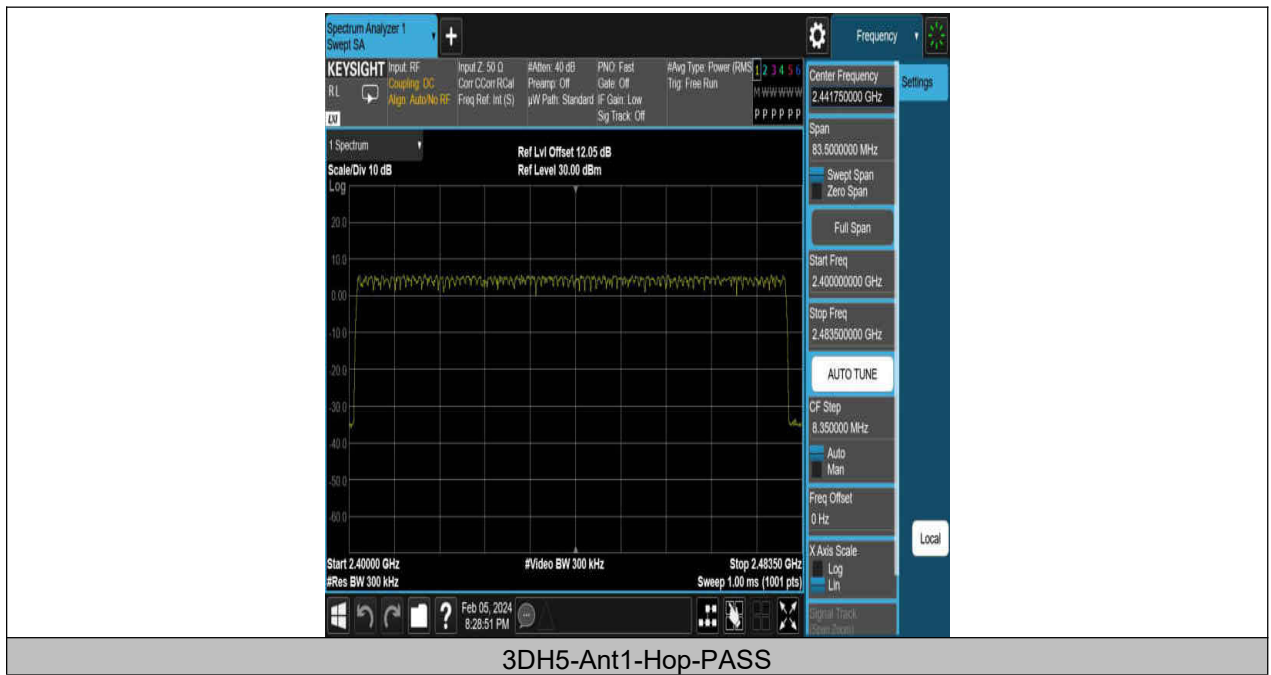 Spectrum Analyzer 1
Swept SA
+
Frequency
KEYSIGHT
RL
LXI
Input: RF
Coupling: DC
Align: Auto/No RF
Input Z: 50 Ω
Corr CCorr RCal
Freq Ref: Int (S)
#Atten: 40 dB
Preamp: Off
µW Path: Standard
PNO: Fast
Gate: Off
IF Gain: Low
Sig Track: Off
#Avg Type: Power (RMS
Trig: Free Run
1 2 3 4 5 6
M W W W W W
P P P P P P
1 Spectrum
Scale/Div 10 dB
Ref Lvl Offset 12.05 dB
Ref Level 30.00 dBm
Log
20.0
10.0
0.00
-10.0
-20.0
-30.0
-40.0
-50.0
-60.0
Start 2.40000 GHz
#Res BW 300 kHz
#Video BW 300 kHz
Stop 2.48350 GHz
Sweep 1.00 ms (1001 pts)
Feb 05, 2024
8:28:51 PM
?
Center Frequency
2.441750000 GHz
Settings
Span
83.5000000 MHz
Swept Span
Zero Span
Full Span
Start Freq
2.400000000 GHz
Stop Freq
2.483500000 GHz
AUTO TUNE
CF Step
8.350000 MHz
Auto
Man
Freq Offset
0 Hz
X Axis Scale
Log
Lin
Local
Signal Track
(Span Zoom)
3DH5-Ant1-Hop-PASS